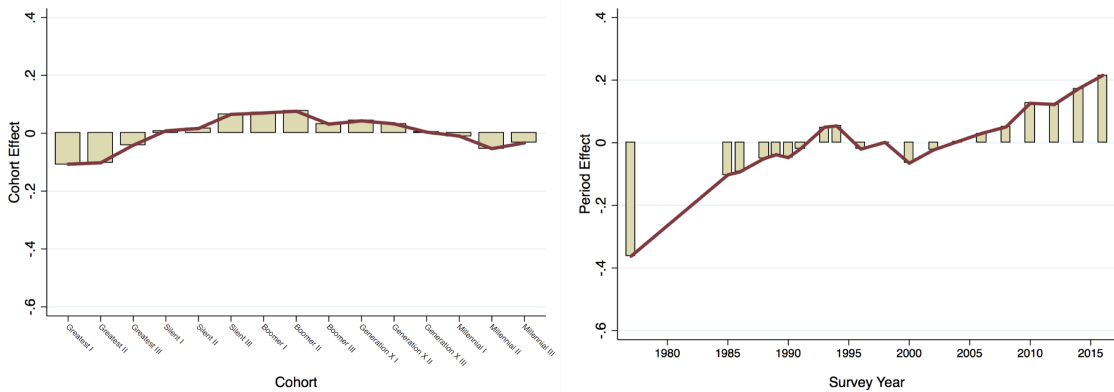 .4
.2
0
-.2
-.4
-.6
Cohort Effect
Greatest I
Greatest II
Greatest III
Silent I
Silent II
Silent III
Boomer I
Boomer II
Boomer III
Generation X I
Generation X II
Generation X III
Millennial I
Millennial II
Millennial III
Cohort
.4
.2
0
-.2
-.4
-.6
Period Effect
1980 1985 1990 1995 2000 2005 2010 2015
Survey Year